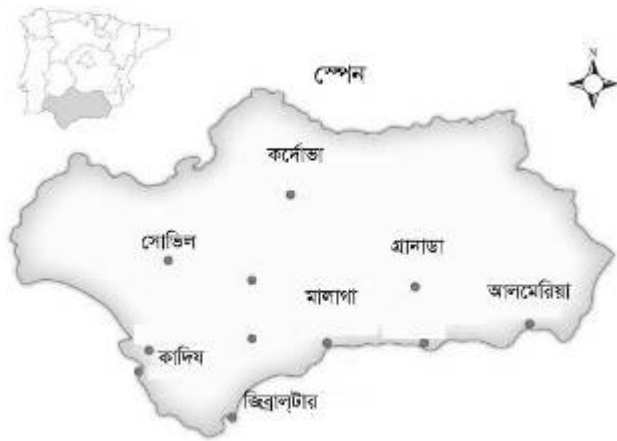 স্পেন
N
কর্দোভা
সেভিল
গ্রানাডা
আলমেরিয়া
মালাগা
কাদিয
জিব্রাল্টার